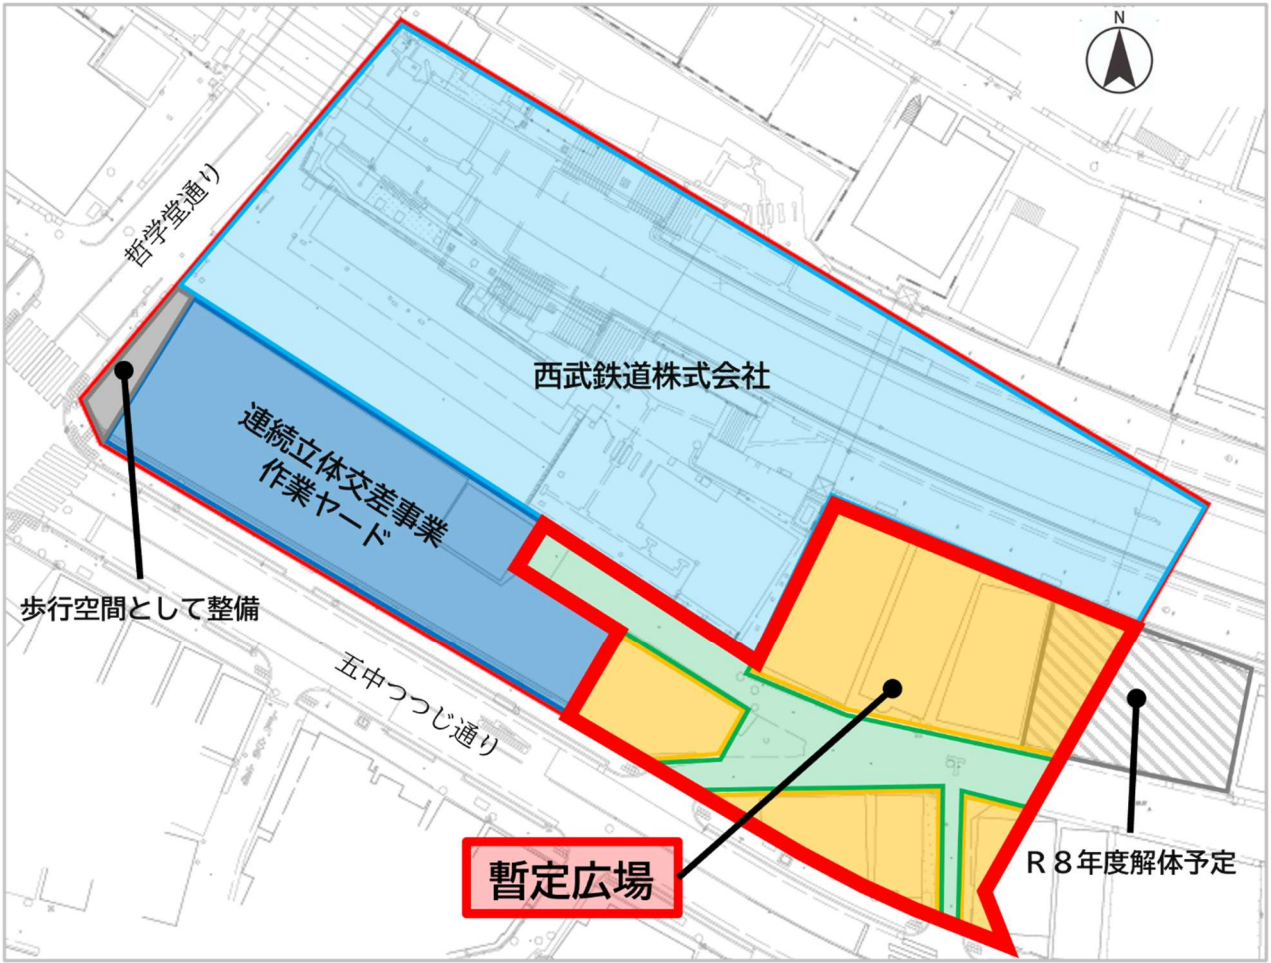 N
哲学堂通り
西武鉄道株式会社
連続立体交差事業
作業ヤード
歩行空間として整備
五中つつじ通り
暫定広場
R8年度解体予定